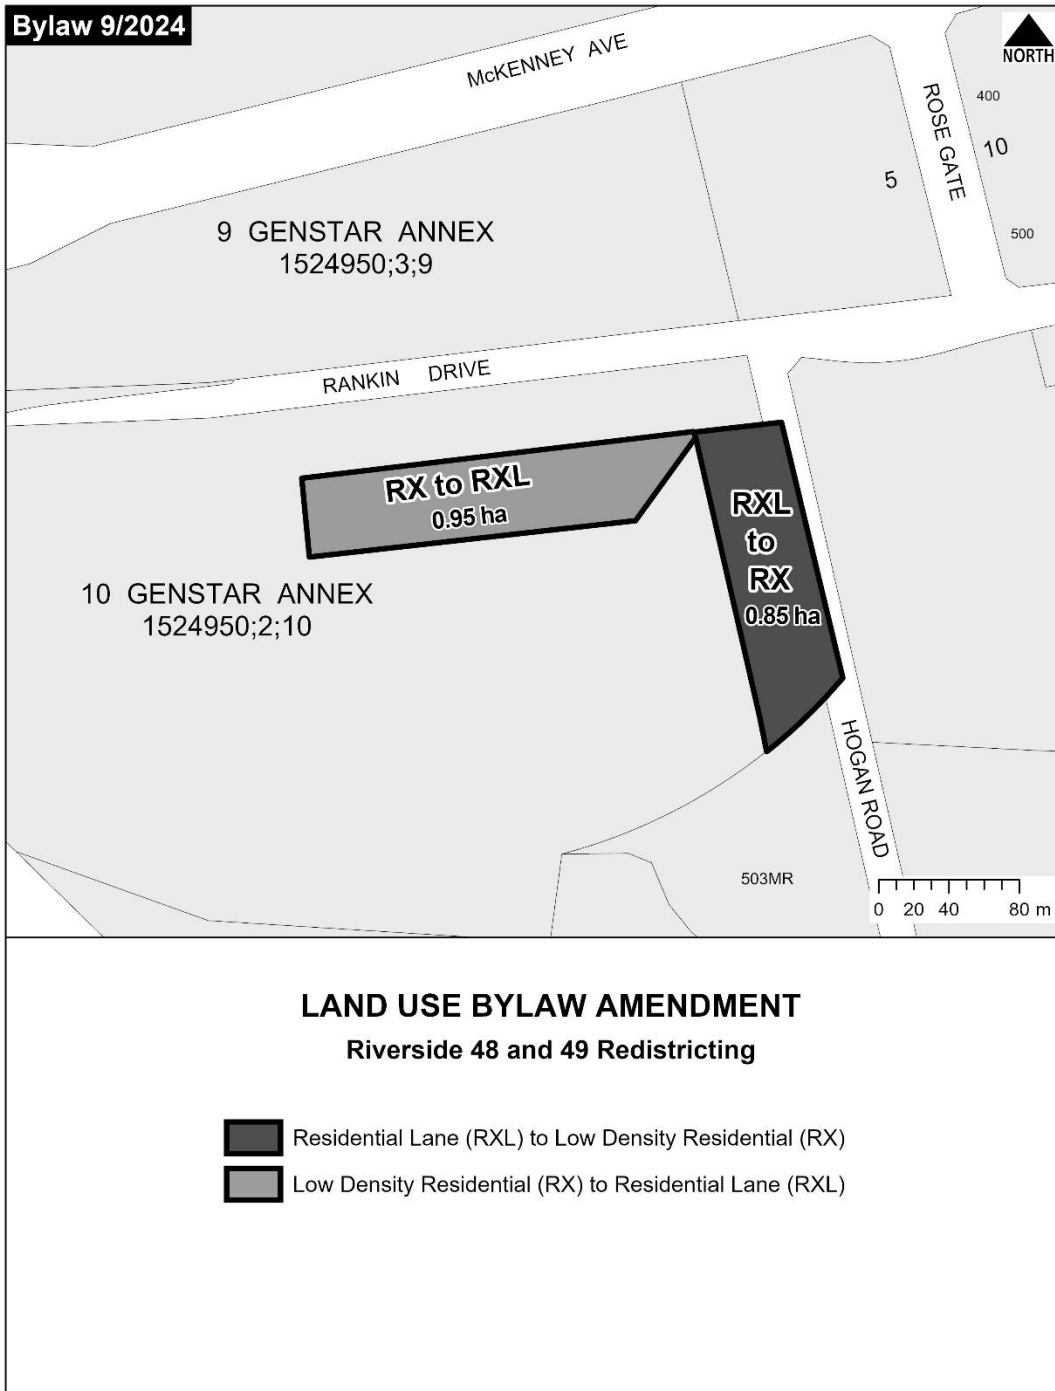 Bylaw 9/2024
NORTH
McKENNEY AVE
ROSE GATE
400
10
5
500
9 GENSTAR ANNEX
1524950;3;9
RANKIN DRIVE
RX to RXL
0.95 ha
RXL
to
RX
0.85 ha
10 GENSTAR ANNEX
1524950;2;10
HOGAN ROAD
503MR
0 20 40 80 m
LAND USE BYLAW AMENDMENT
Riverside 48 and 49 Redistricting
Residential Lane (RXL) to Low Density Residential (RX)
Low Density Residential (RX) to Residential Lane (RXL)